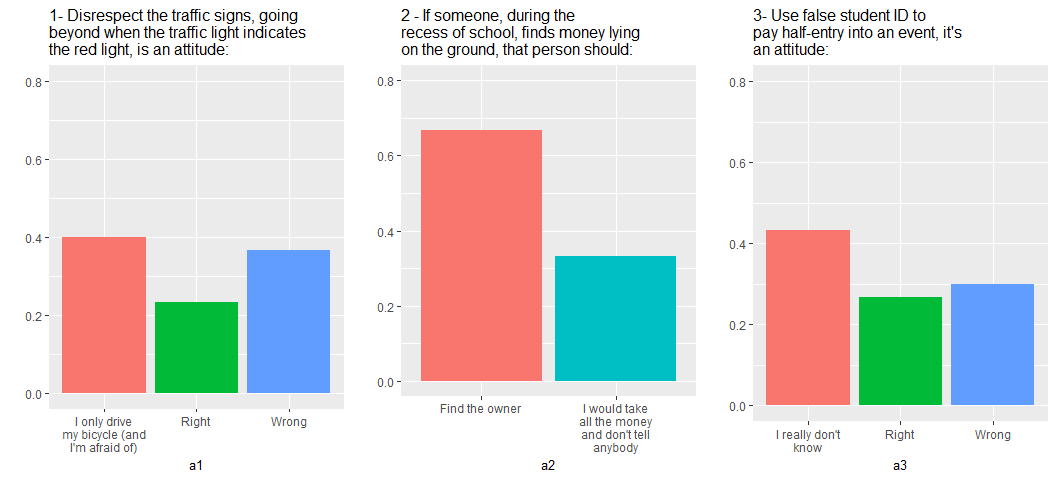 1- Disrespect the traffic signs, going
beyond when the traffic light indicates
the red light, is an attitude:
0.8
0.6
0.4
0.2
0.0
I only drive
my bicycle (and
I'm afraid of)
Right
Wrong
a1
2 - If someone, during the
recess of school, finds money lying
on the ground, that person should:
0.8
0.6
0.4
0.2
0.0
Find the owner
I would take
all the money
and don't tell
anybody
a2
3- Use false student ID to
pay half-entry into an event, it's
an attitude:
0.8
0.6
0.4
0.2
0.0
I really don't
know
Right
Wrong
a3